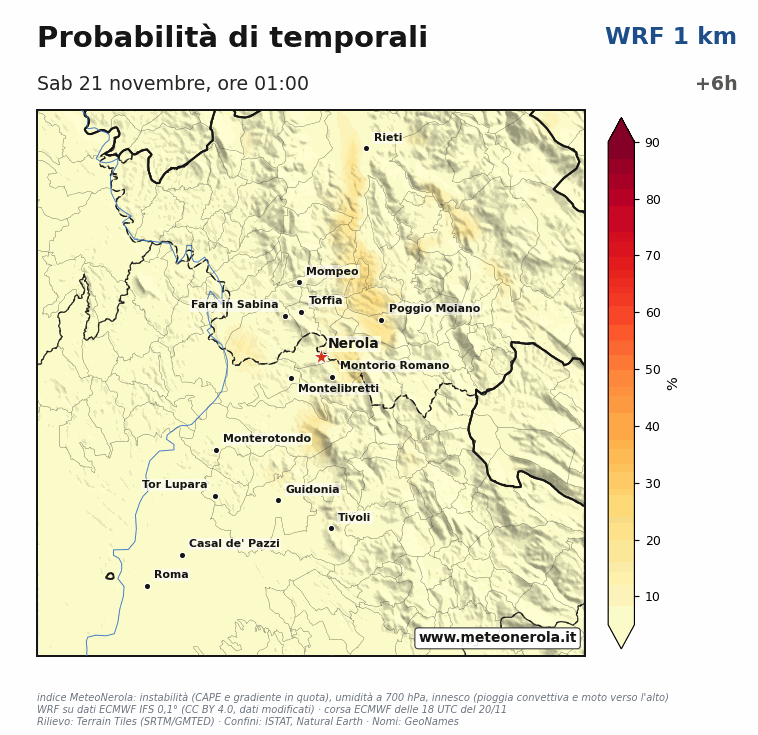 Probabilità di temporali
WRF 1 km
Sab 21 novembre, ore 01:00
+6h
Rieti
Mompeo
Toffia
Fara in Sabina
Poggio Moiano
Nerola
Montorio Romano
Montelibretti
Monterotondo
Tor Lupara
Guidonia
Tivoli
Casal de' Pazzi
Roma
www.meteonerola.it
90
80
70
60
50
40
30
20
10
%
indice MeteoNerola: instabilità (CAPE e gradiente in quota), umidità a 700 hPa, innesco (pioggia convettiva e moto verso l'alto)
WRF su dati ECMWF IFS 0,1° (CC BY 4.0, dati modificati) · corsa ECMWF delle 18 UTC del 20/11
Rilievo: Terrain Tiles (SRTM/GMTED) · Confini: ISTAT, Natural Earth · Nomi: GeoNames